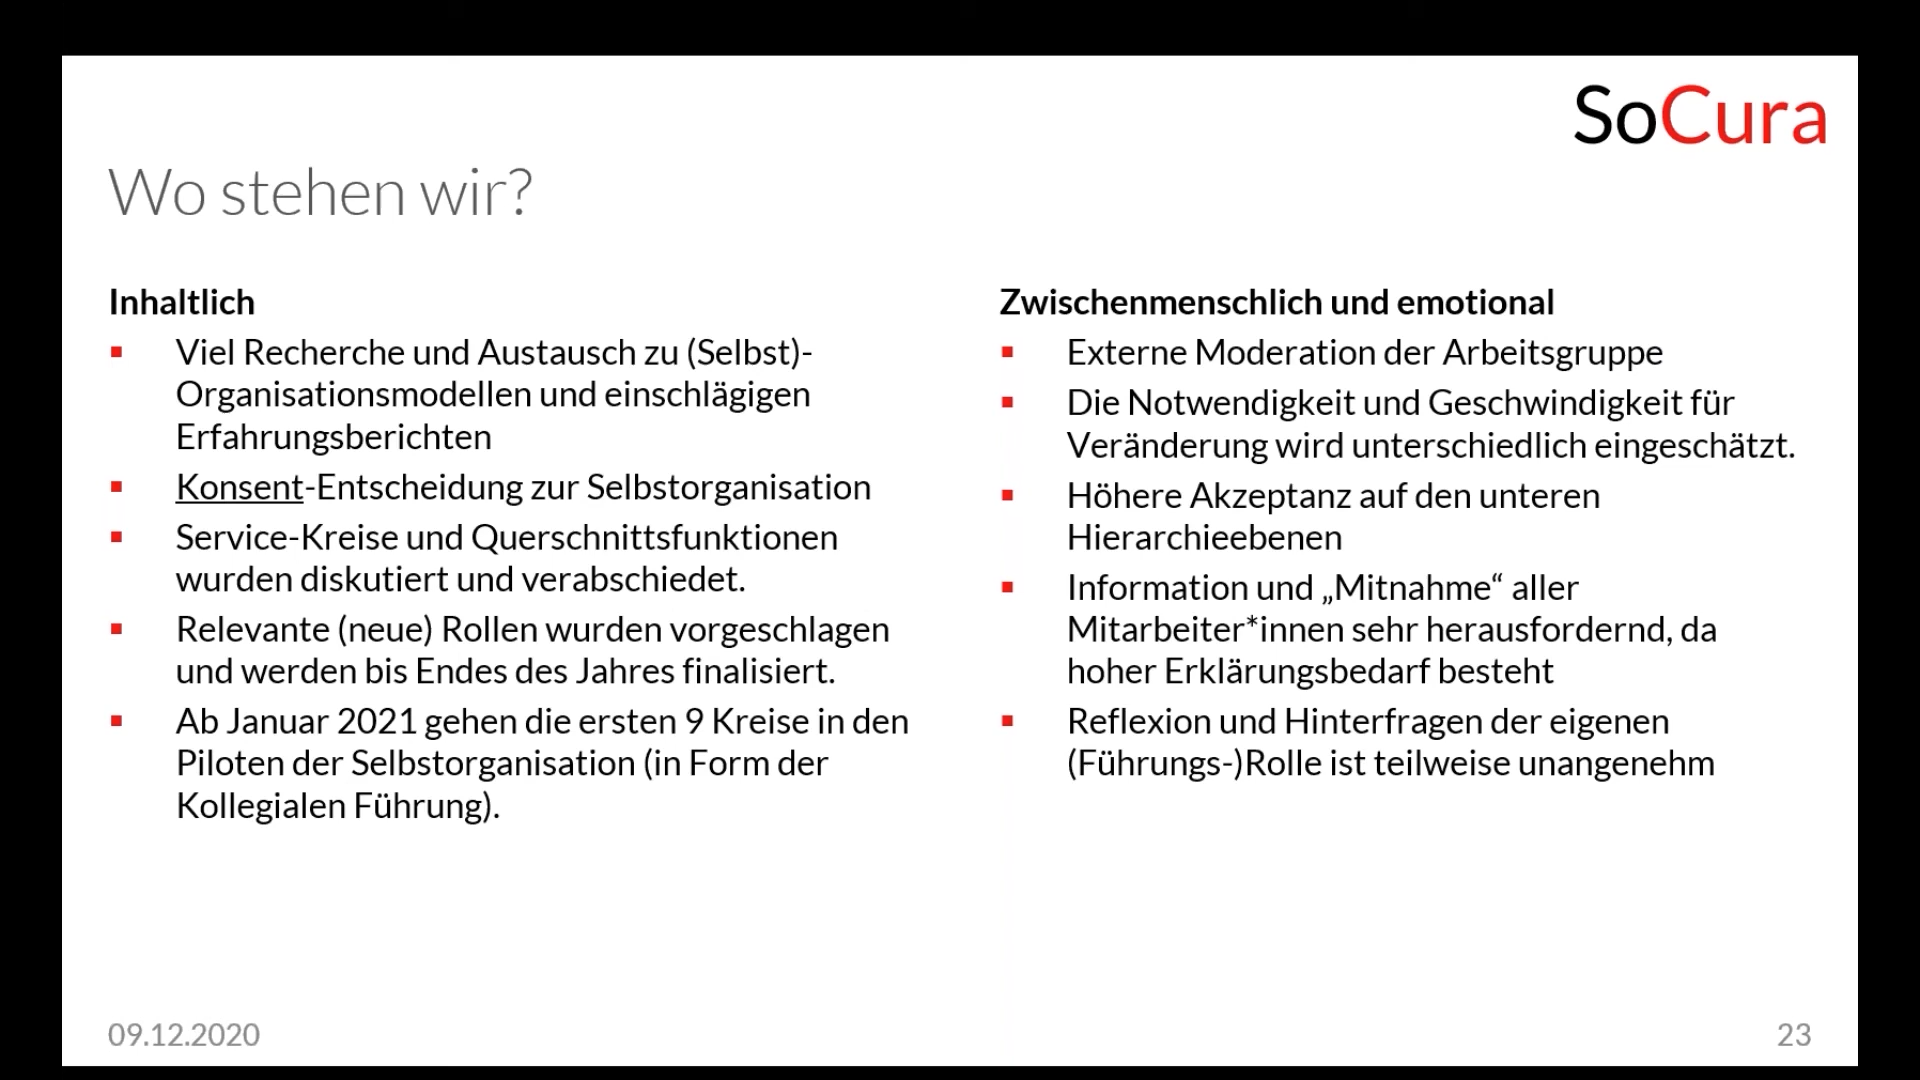 SoCura
Wo stehen wir?
Inhaltlich
Viel Recherche und Austausch zu (Selbst)-
Organisationsmodellen und einschlägigen
Erfahrungsberichten
Konsent-Entscheidung zur Selbstorganisation
Service-Kreise und Querschnittsfunktionen
wurden diskutiert und verabschiedet.
Relevante (neue) Rollen wurden vorgeschlagen
und werden bis Endes des Jahres finalisiert.
Ab Januar 2021 gehen die ersten 9 Kreise in den
Piloten der Selbstorganisation (in Form der
Kollegialen Führung).
Zwischenmenschlich und emotional
Externe Moderation der Arbeitsgruppe
Die Notwendigkeit und Geschwindigkeit für
Veränderung wird unterschiedlich eingeschätzt.
Höhere Akzeptanz auf den unteren
Hierarchieebenen
Information und „Mitnahme“ aller
Mitarbeiter*innen sehr herausfordernd, da
hoher Erklärungsbedarf besteht
Reflexion und Hinterfragen der eigenen
(Führungs-)Rolle ist teilweise unangenehm
09.12.2020
23